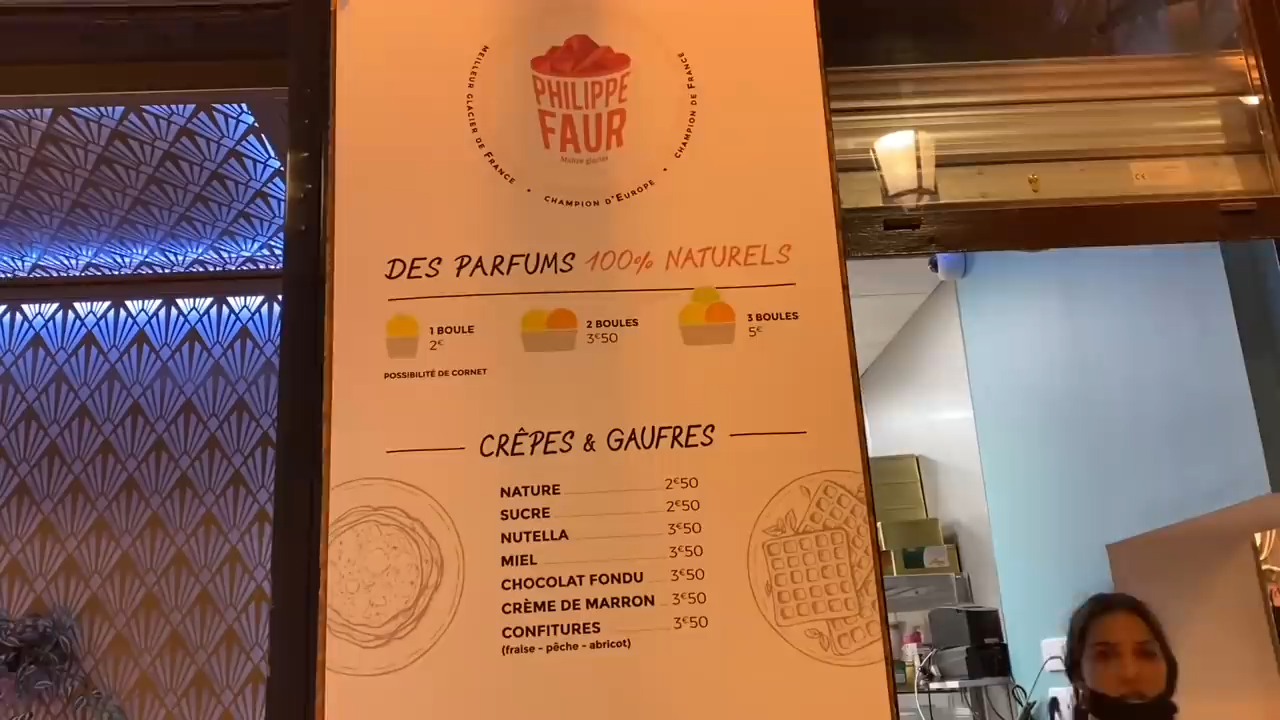 MEILLEUR GLACIER DE FRANCE • CHAMPION D'EUROPE • CHAMPION DE FRANCE
PHILIPPE
FAUR
Maître glacier
DES PARFUMS 100% NATURELS
1 BOULE
2€
2 BOULES
3€50
3 BOULES
5€
POSSIBILITÉ DE CORNET
CRÊPES & GAUFRES
NATURE 2€50
SUCRE 2€50
NUTELLA 3€50
MIEL 3€50
CHOCOLAT FONDU 3€50
CRÈME DE MARRON 3€50
CONFITURES 3€50
(fraise - pêche - abricot)